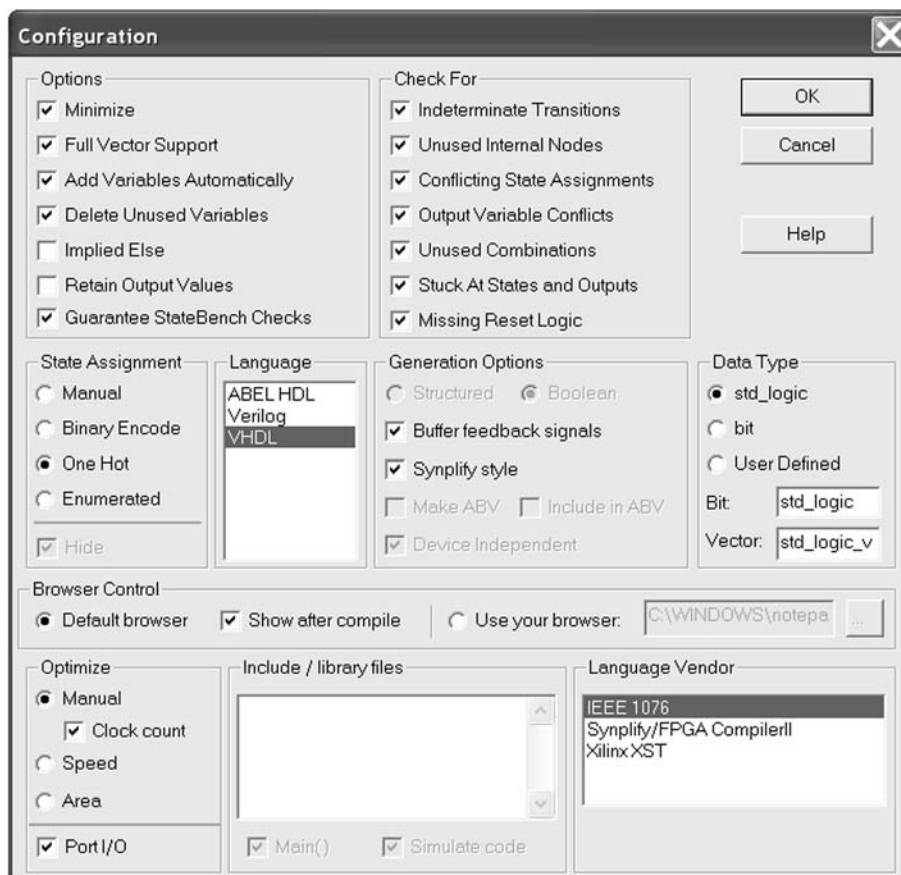 Configuration
Options
Minimize
Full Vector Support
Add Variables Automatically
Delete Unused Variables
Implied Else
Retain Output Values
Guarantee StateBench Checks
Check For
Indeterminate Transitions
Unused Internal Nodes
Conflicting State Assignments
Output Variable Conflicts
Unused Combinations
Stuck At States and Outputs
Missing Reset Logic
OK
Cancel
Help
State Assignment
Manual
Binary Encode
One Hot
Enumerated
Hide
Language
ABEL HDL
Verilog
VHDL
Generation Options
Structured Boolean
Buffer feedback signals
Synplify style
Make ABV Include in ABV
Device Independent
Data Type
std_logic
bit
User Defined
Bit: std_logic
Vector: std_logic_v
Browser Control
Default browser Show after compile Use your browser: C:\WINDOWS\notepa ...
Optimize
Manual
Clock count
Speed
Area
Port I/O
Include / library files
Main() Simulate code
Language Vendor
IEEE 1076
Synplify/FPGA CompilerII
Xilinx XST